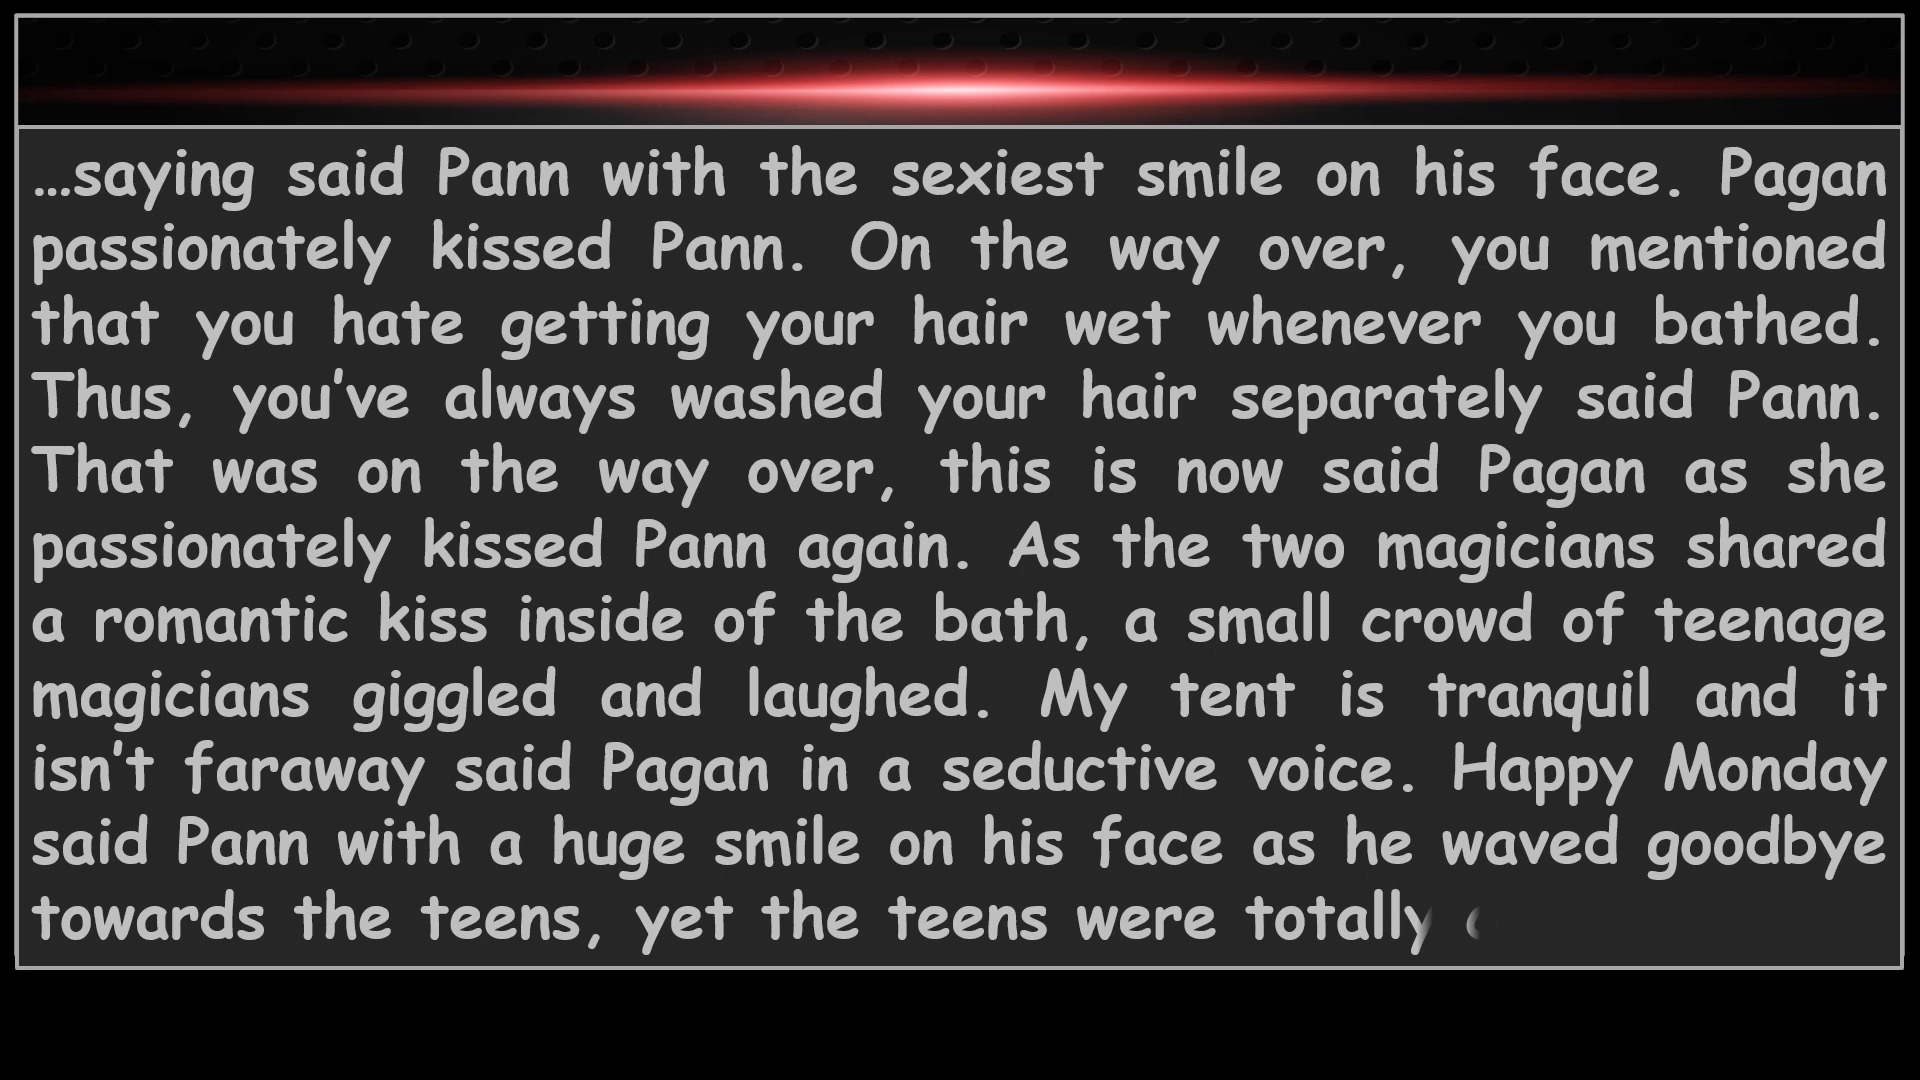 ...saying said Pann with the sexiest smile on his face. Pagan
passionately kissed Pann. On the way over, you mentioned
that you hate getting your hair wet whenever you bathed.
Thus, you've always washed your hair separately said Pann.
That was on the way over, this is now said Pagan as she
passionately kissed Pann again. As the two magicians shared
a romantic kiss inside of the bath, a small crowd of teenage
magicians giggled and laughed. My tent is tranquil and it
isn't faraway said Pagan in a seductive voice. Happy Monday
said Pann with a huge smile on his face as he waved goodbye
towards the teens, yet the teens were totally